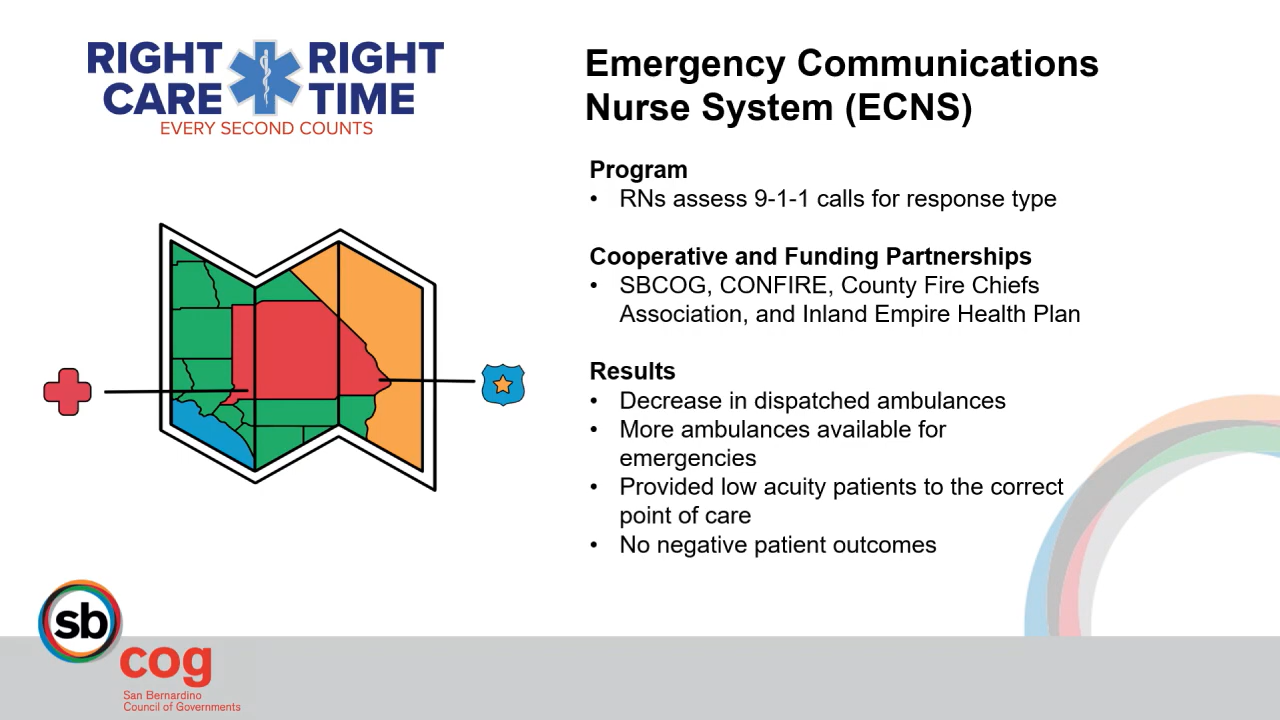 RIGHT RIGHT
CARE TIME
EVERY SECOND COUNTS
Emergency Communications
Nurse System (ECNS)
Program
• RNs assess 9-1-1 calls for response type
Cooperative and Funding Partnerships
• SBCOG, CONFIRE, County Fire Chiefs
Association, and Inland Empire Health Plan
Results
• Decrease in dispatched ambulances
• More ambulances available for
emergencies
• Provided low acuity patients to the correct
point of care
• No negative patient outcomes
sb
cog
San Bernardino
Council of Governments